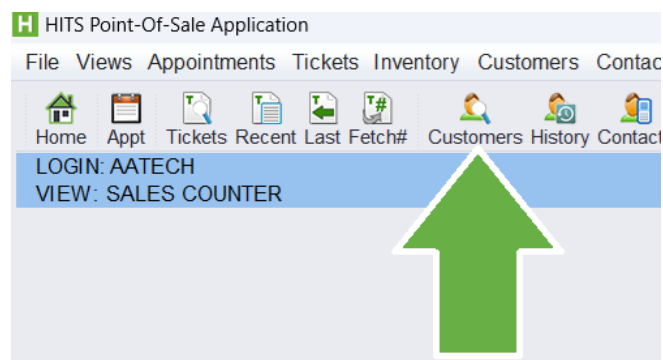 H HITS Point-Of-Sale Application
File Views Appointments Tickets Inventory Customers Contac
T T T T#
Home Appt Tickets Recent Last Fetch# Customers History Contact
LOGIN: AATECH
VIEW: SALES COUNTER